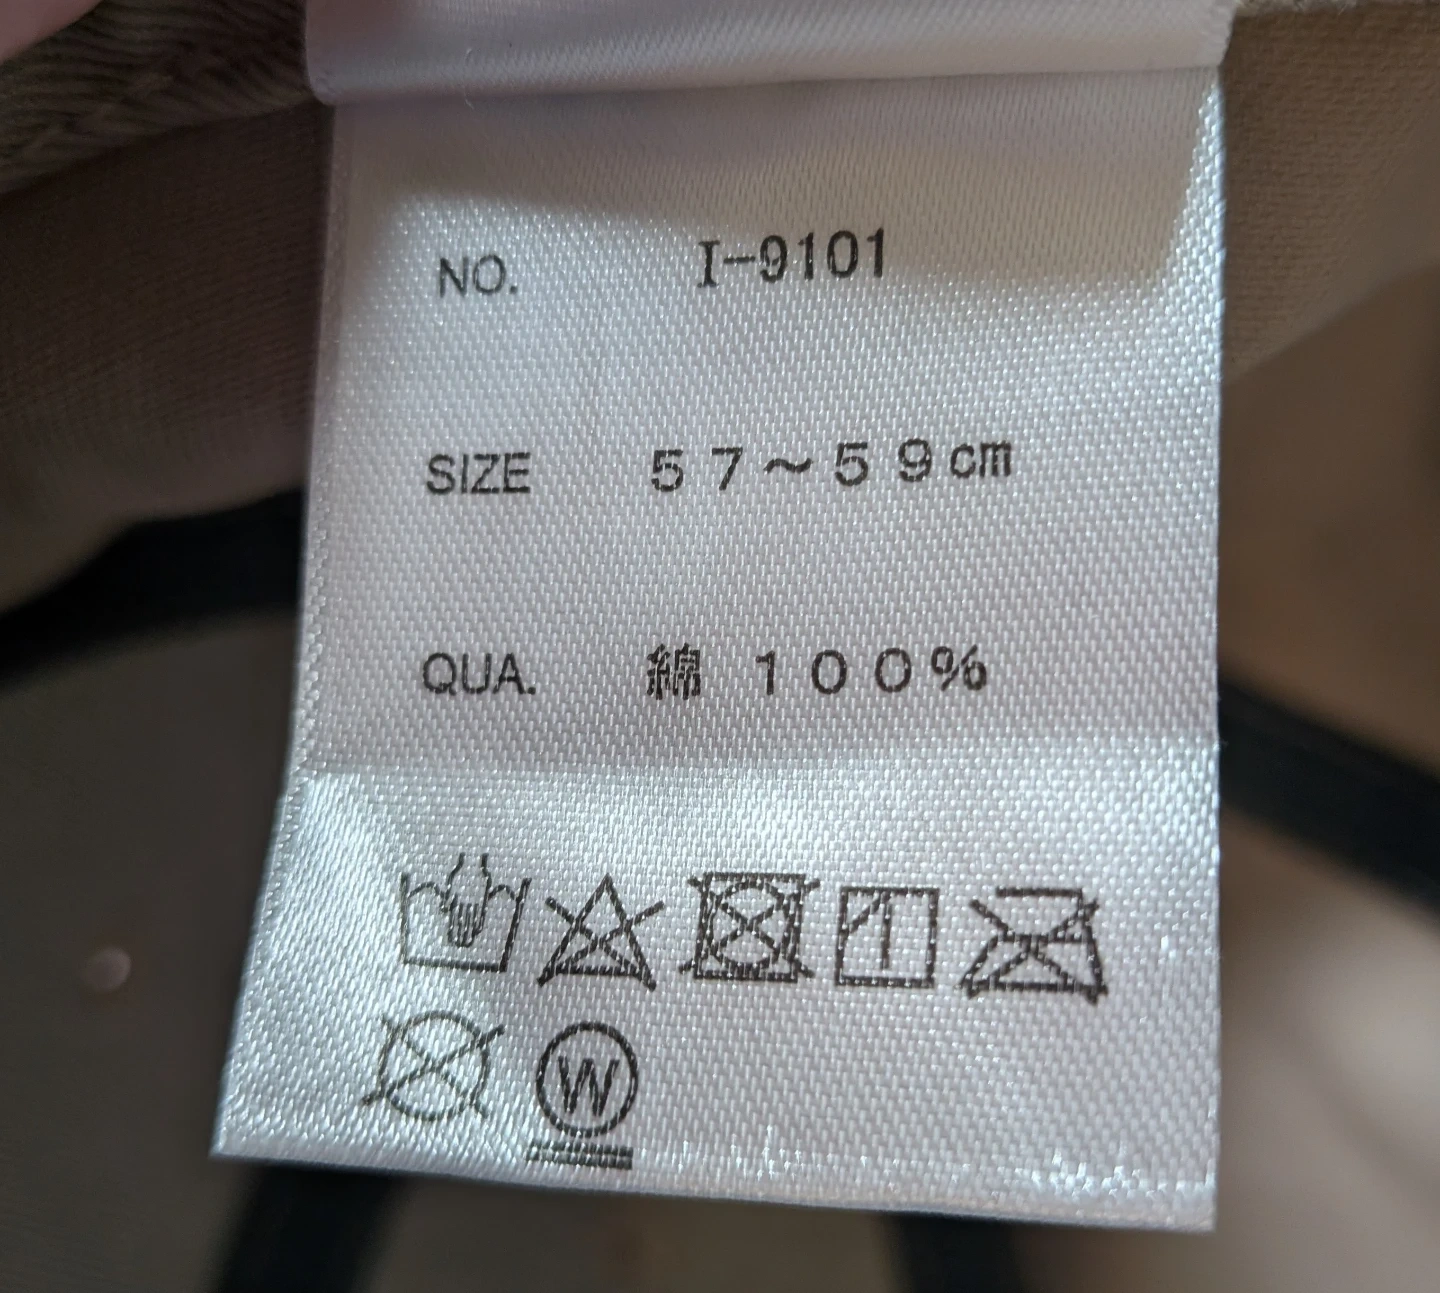 NO. I-9101
SIZE 57~59cm
QUA. 綿 100%
W